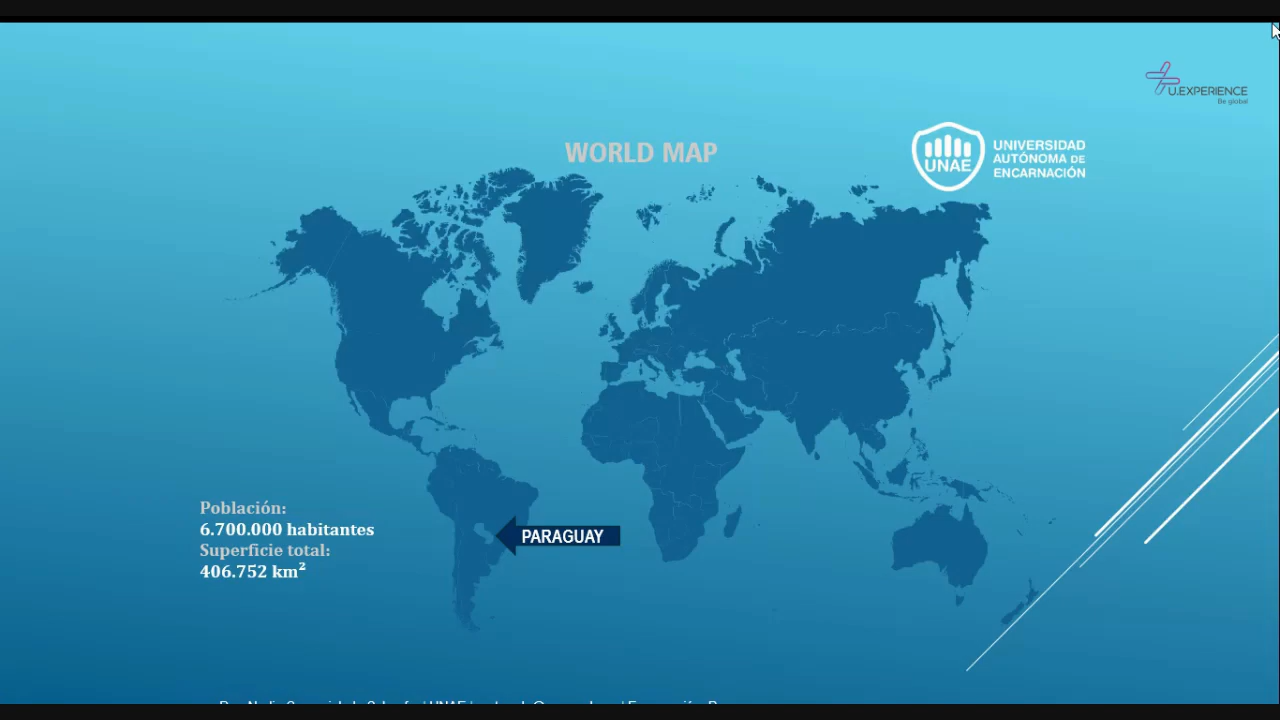 U.EXPERIENCE
Be global
WORLD MAP
UNAE
UNIVERSIDAD
AUTÓNOMA DE
ENCARNACIÓN
Población:
6.700.000 habitantes
Superficie total:
406.752 km²
PARAGUAY